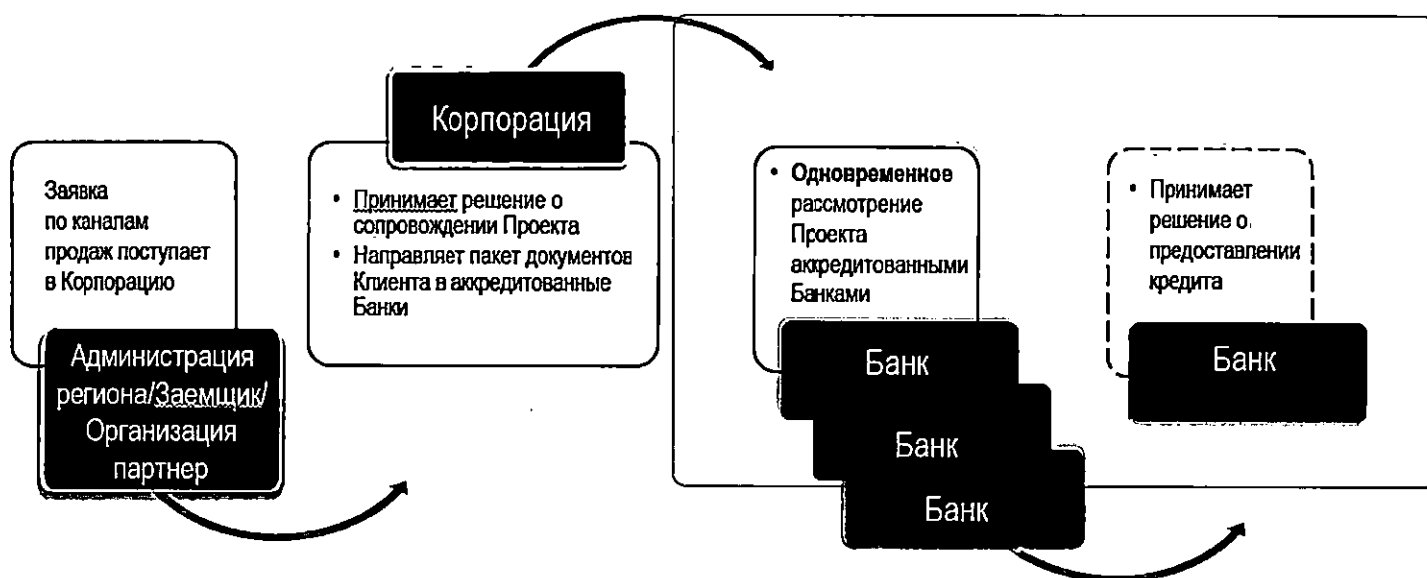 Заявка
по каналам
продаж поступает
в Корпорацию
Администрация
региона/Заемщик/
Организация
партнер
Корпорация
• Принимает решение о
сопровождении Проекта
• Направляет пакет документов
Клиента в аккредитованные
Банки
• Одновременное
рассмотрение
Проекта
аккредитованными
Банками
Банк
Банк
Банк
• Принимает
решение о
предоставлении
кредита
Банк